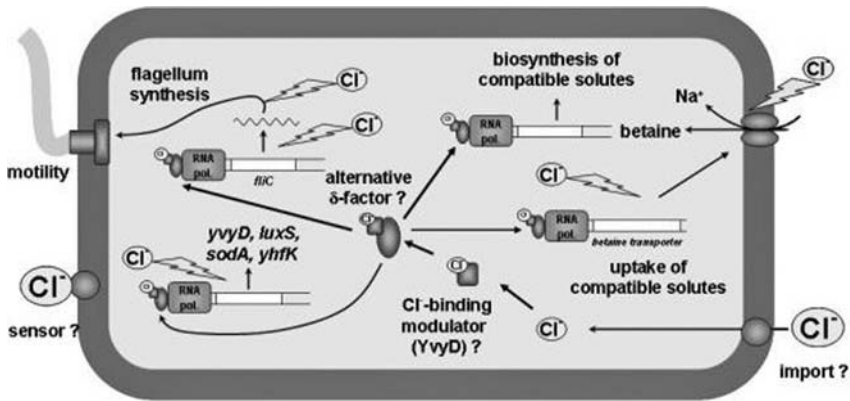 biosynthesis of
compatible solutes
Cl⁻
Na⁺
betaine
RNA
pol.
flagellum
synthesis
Cl⁻
Cl⁻
motility
RNA
pol.
fliC
alternative
δ-factor ?
Cl⁻
Cl⁻
RNA
pol.
betaine transporter
uptake of
compatible solutes
yvyD, luxS,
sodA, yhfK
Cl⁻
RNA
pol.
Cl⁻
sensor ?
Cl⁻
Cl⁻-binding
modulator
(YvyD) ?
Cl⁻
Cl⁻
import ?